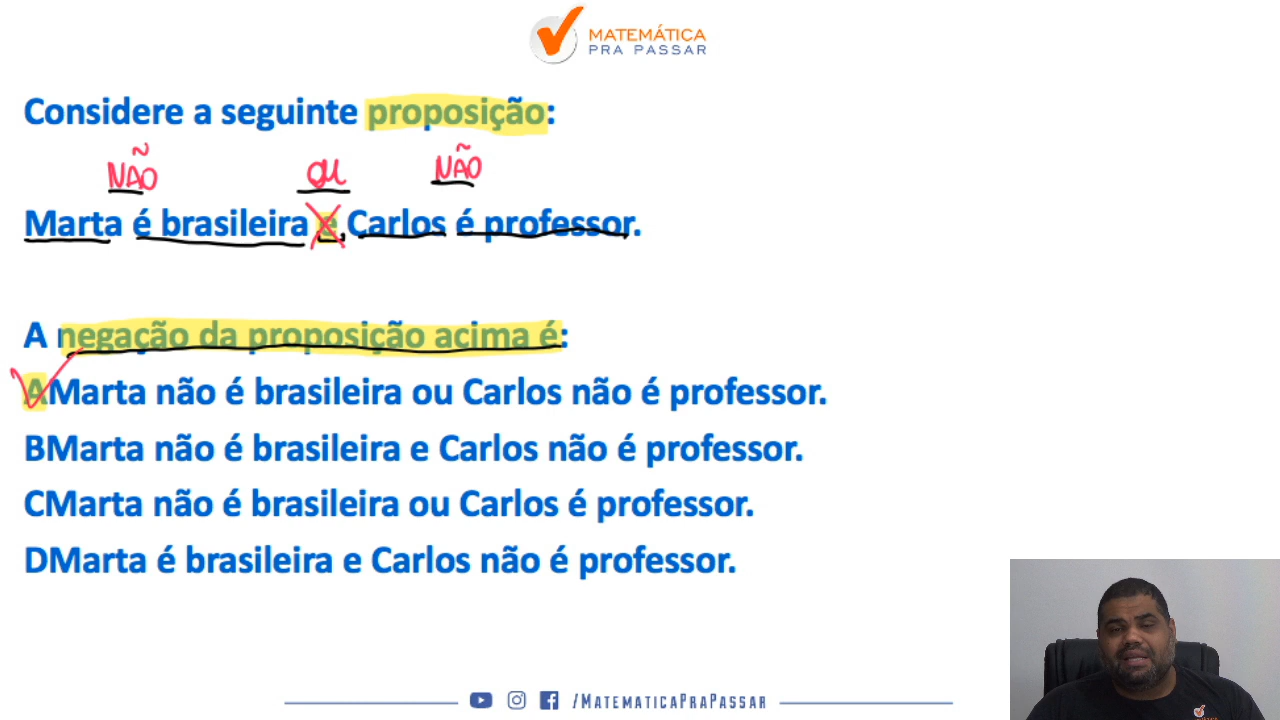 MATEMÁTICA
PRA PASSAR
Considere a seguinte proposição:
NÃO OU NÃO
Marta é brasileira e Carlos é professor.
A negação da proposição acima é:
AMarta não é brasileira ou Carlos não é professor.
BMarta não é brasileira e Carlos não é professor.
CMarta não é brasileira ou Carlos é professor.
DMarta é brasileira e Carlos não é professor.
/MATEMATICAPRAPASSAR